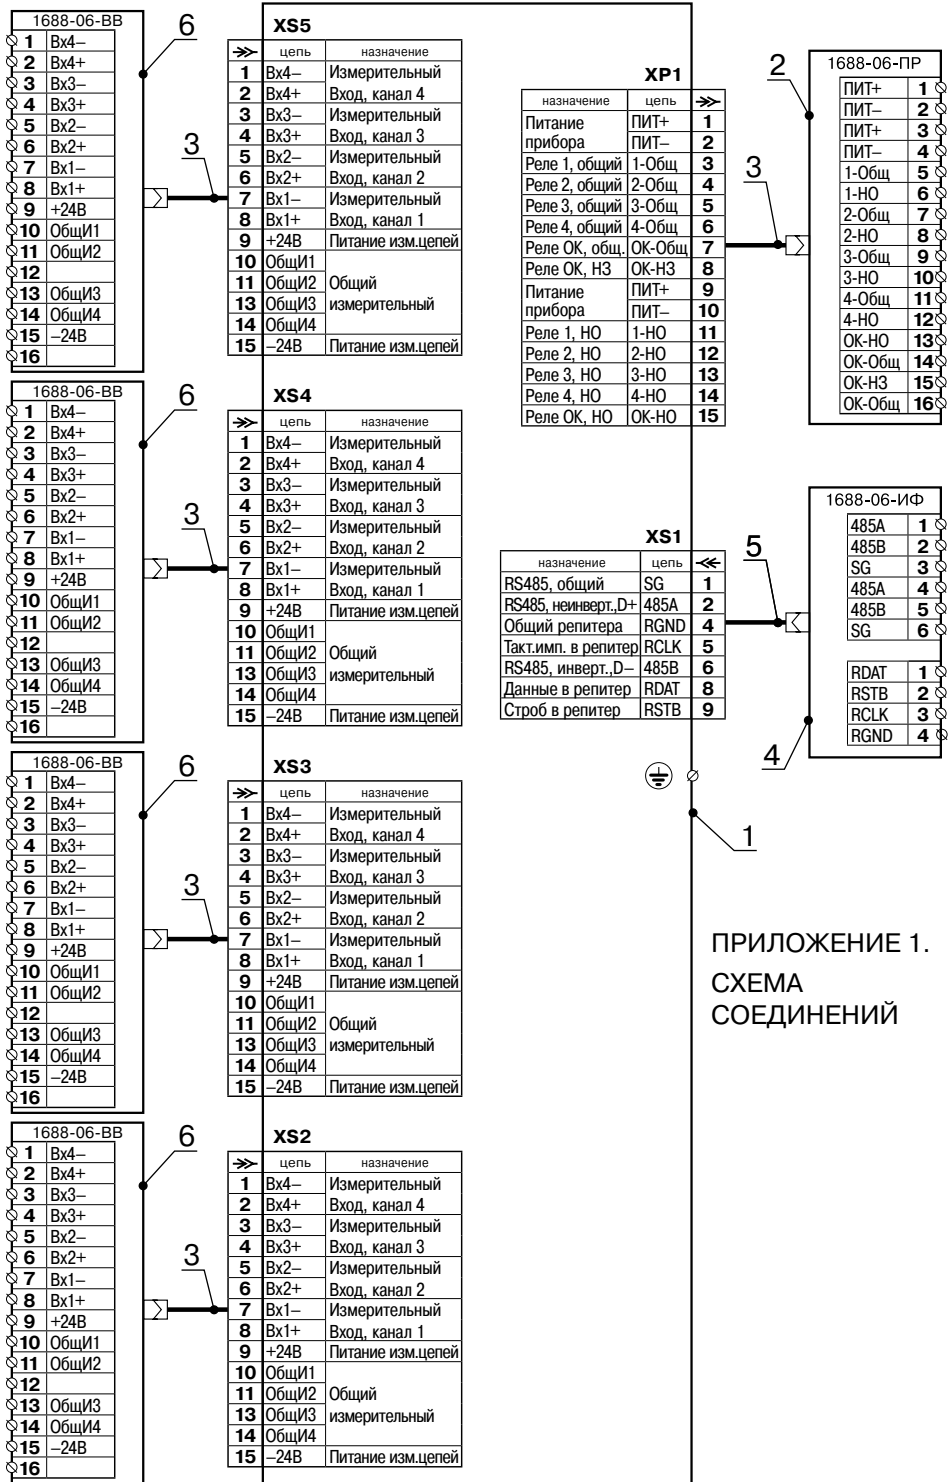 1688-06-ВВ
1 Вх4–
2 Вх4+
3 Вх3–
4 Вх3+
5 Вх2–
6 Вх2+
7 Вх1–
8 Вх1+
9 +24В
10 ОбщИ1
11 ОбщИ2
12
13 ОбщИ3
14 ОбщИ4
15 –24В
16
6
3
XS5
цепь назначение
1 Вх4– Измерительный
2 Вх4+ Вход, канал 4
3 Вх3– Измерительный
4 Вх3+ Вход, канал 3
5 Вх2– Измерительный
6 Вх2+ Вход, канал 2
7 Вх1– Измерительный
8 Вх1+ Вход, канал 1
9 +24В Питание изм.цепей
10 ОбщИ1
11 ОбщИ2 Общий
13 ОбщИ3 измерительный
14 ОбщИ4
15 –24В Питание изм.цепей
XP1
назначение цепь
Питание ПИТ+ 1
прибора ПИТ– 2
Реле 1, общий 1-Общ 3
Реле 2, общий 2-Общ 4
Реле 3, общий 3-Общ 5
Реле 4, общий 4-Общ 6
Реле ОК, общ. ОК-Общ 7
Реле ОК, НЗ ОК-НЗ 8
Питание ПИТ+ 9
прибора ПИТ– 10
Реле 1, НО 1-НО 11
Реле 2, НО 2-НО 12
Реле 3, НО 3-НО 13
Реле 4, НО 4-НО 14
Реле ОК, НО ОК-НО 15
2
3
1688-06-ПР
ПИТ+ 1
ПИТ– 2
ПИТ+ 3
ПИТ– 4
1-Общ 5
1-НО 6
2-Общ 7
2-НО 8
3-Общ 9
3-НО 10
4-Общ 11
4-НО 12
ОК-НО 13
ОК-Общ 14
ОК-НЗ 15
ОК-Общ 16
1688-06-ВВ
1 Вх4–
2 Вх4+
3 Вх3–
4 Вх3+
5 Вх2–
6 Вх2+
7 Вх1–
8 Вх1+
9 +24В
10 ОбщИ1
11 ОбщИ2
12
13 ОбщИ3
14 ОбщИ4
15 –24В
16
6
3
XS4
цепь назначение
1 Вх4– Измерительный
2 Вх4+ Вход, канал 4
3 Вх3– Измерительный
4 Вх3+ Вход, канал 3
5 Вх2– Измерительный
6 Вх2+ Вход, канал 2
7 Вх1– Измерительный
8 Вх1+ Вход, канал 1
9 +24В Питание изм.цепей
10 ОбщИ1
11 ОбщИ2 Общий
13 ОбщИ3 измерительный
14 ОбщИ4
15 –24В Питание изм.цепей
XS1
назначение цепь
RS485, общий SG 1
RS485, неинверт.,D+ 485A 2
Общий репитера RGND 4
Такт.имп. в репитер RCLK 5
RS485, инверт.,D– 485B 6
Данные в репитер RDAT 8
Строб в репитер RSTB 9
5
4
1688-06-ИФ
485A 1
485B 2
SG 3
485A 4
485B 5
SG 6
RDAT 1
RSTB 2
RCLK 3
RGND 4
1
1688-06-ВВ
1 Вх4–
2 Вх4+
3 Вх3–
4 Вх3+
5 Вх2–
6 Вх2+
7 Вх1–
8 Вх1+
9 +24В
10 ОбщИ1
11 ОбщИ2
12
13 ОбщИ3
14 ОбщИ4
15 –24В
16
6
3
XS3
цепь назначение
1 Вх4– Измерительный
2 Вх4+ Вход, канал 4
3 Вх3– Измерительный
4 Вх3+ Вход, канал 3
5 Вх2– Измерительный
6 Вх2+ Вход, канал 2
7 Вх1– Измерительный
8 Вх1+ Вход, канал 1
9 +24В Питание изм.цепей
10 ОбщИ1
11 ОбщИ2 Общий
13 ОбщИ3 измерительный
14 ОбщИ4
15 –24В Питание изм.цепей
ПРИЛОЖЕНИЕ 1.
СХЕМА
СОЕДИНЕНИЙ
1688-06-ВВ
1 Вх4–
2 Вх4+
3 Вх3–
4 Вх3+
5 Вх2–
6 Вх2+
7 Вх1–
8 Вх1+
9 +24В
10 ОбщИ1
11 ОбщИ2
12
13 ОбщИ3
14 ОбщИ4
15 –24В
16
6
3
XS2
цепь назначение
1 Вх4– Измерительный
2 Вх4+ Вход, канал 4
3 Вх3– Измерительный
4 Вх3+ Вход, канал 3
5 Вх2– Измерительный
6 Вх2+ Вход, канал 2
7 Вх1– Измерительный
8 Вх1+ Вход, канал 1
9 +24В Питание изм.цепей
10 ОбщИ1
11 ОбщИ2 Общий
13 ОбщИ3 измерительный
14 ОбщИ4
15 –24В Питание изм.цепей